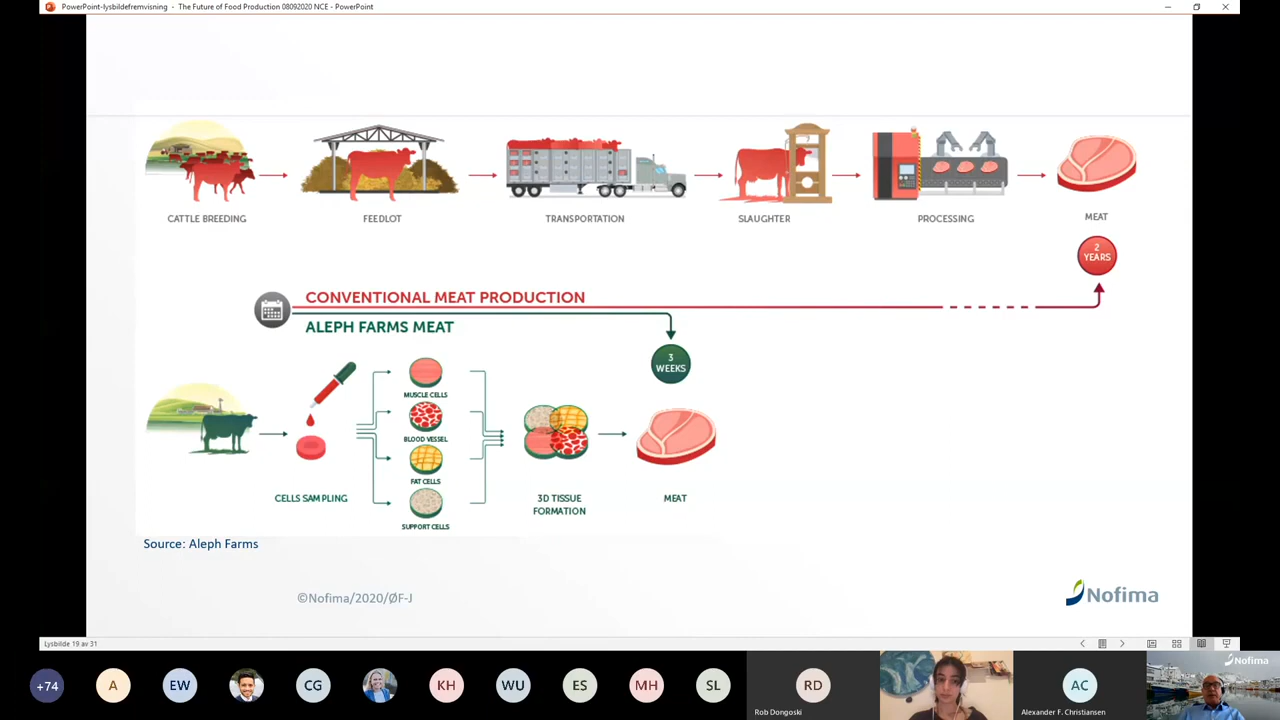 PowerPoint-lysbildefremvisning - The Future of Food Production 08092020 NCE - PowerPoint
CATTLE BREEDING
FEEDLOT
TRANSPORTATION
SLAUGHTER
PROCESSING
MEAT
2
YEARS
CONVENTIONAL MEAT PRODUCTION
ALEPH FARMS MEAT
3
WEEKS
MUSCLE CELLS
BLOOD VESSEL
FAT CELLS
SUPPORT CELLS
CELLS SAMPLING
3D TISSUE
FORMATION
MEAT
Source: Aleph Farms
©Nofima/2020/ØF-J
Nofima
Lysbilde 19 av 31
+74
A
EW
CG
KH
WU
ES
MH
SL
RD
Rob Dongoski
AC
Alexander F. Christiansen
Nofima